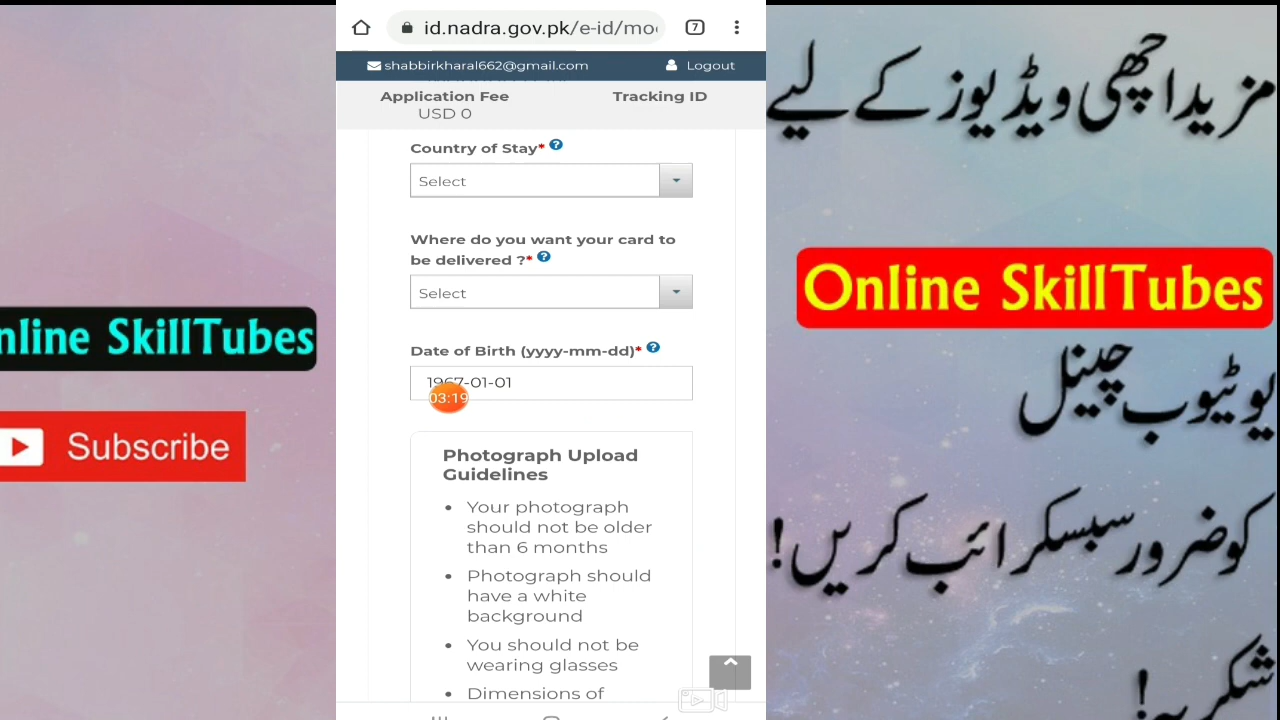 nline SkillTubes
Subscribe
id.nadra.gov.pk/e-id/mo
7
shabbirkharal662@gmail.com
Logout
Application Fee
Tracking ID
USD 0
Country of Stay* ?
Select
Where do you want your card to
be delivered ?* ?
Select
Date of Birth (yyyy-mm-dd)* ?
1967-01-01
03:19
Photograph Upload
Guidelines
• Your photograph
should not be older
than 6 months
• Photograph should
have a white
background
• You should not be
wearing glasses
• Dimensions of
مزید اچھی ویڈیوز کے لیے
Online SkillTubes
یوٹیوب چینل
کو ضرور سبسکرائب کریں!
شکریہ!